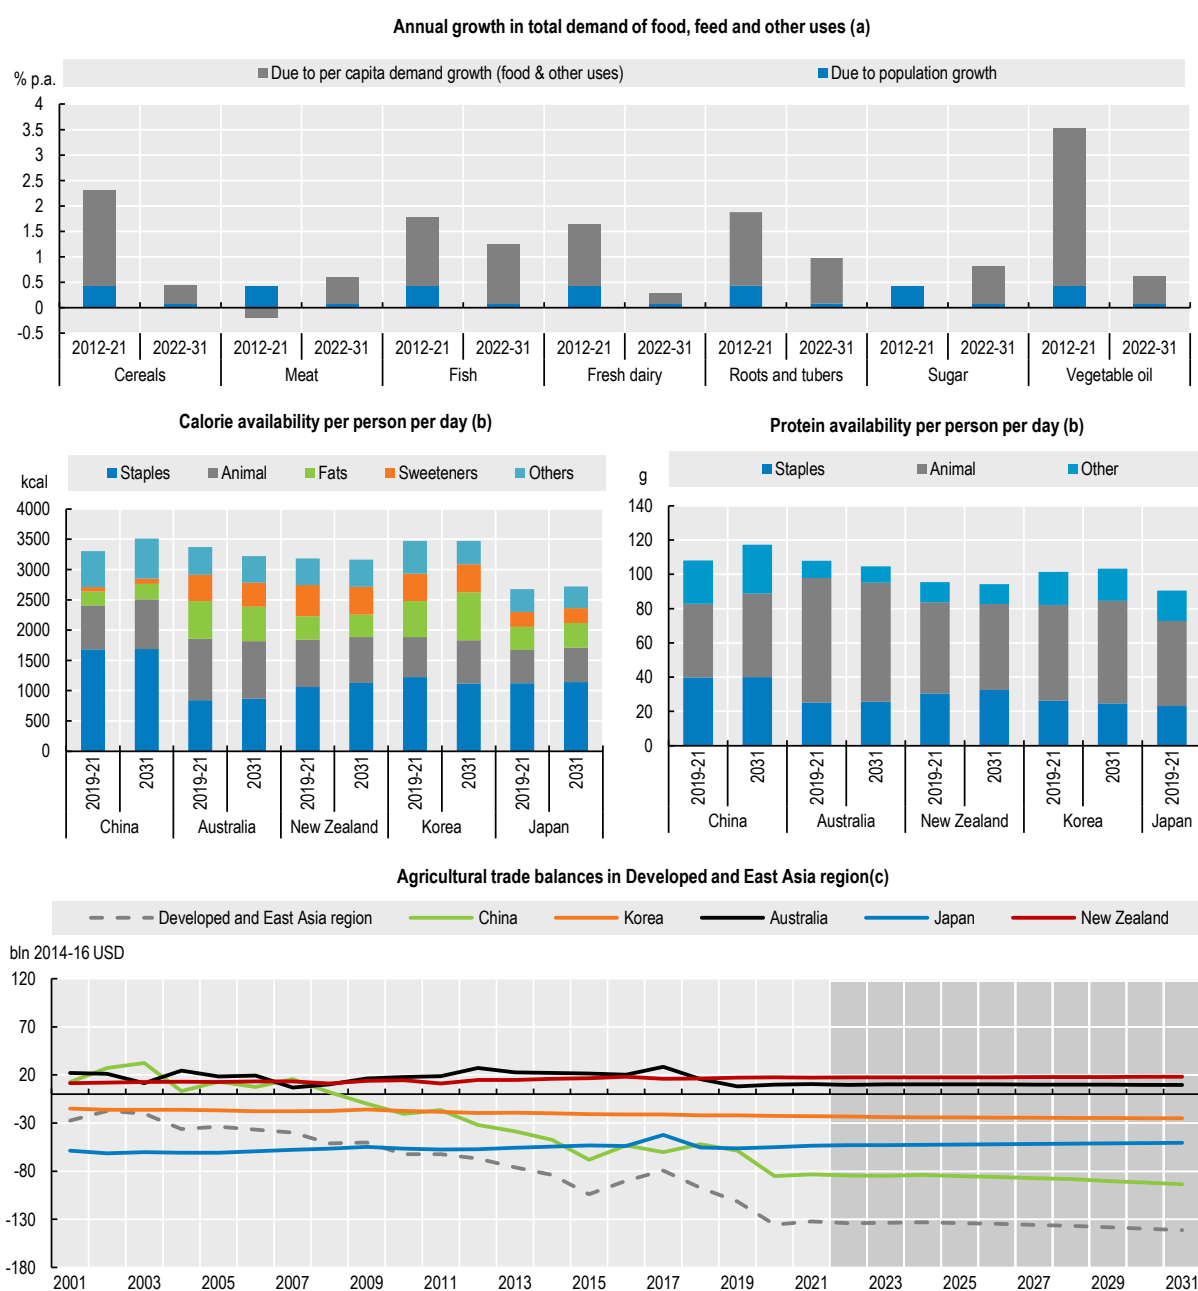 Annual growth in total demand of food, feed and other uses (a)
% p.a.
Due to per capita demand growth (food & other uses)
Due to population growth
4
3.5
3
2.5
2
1.5
1
0.5
0
-0.5
2012-21 2022-31 2012-21 2022-31 2012-21 2022-31 2012-21 2022-31 2012-21 2022-31 2012-21 2022-31 2012-21 2022-31
Cereals Meat Fish Fresh dairy Roots and tubers Sugar Vegetable oil
Calorie availability per person per day (b)
kcal
Staples Animal Fats Sweeteners Others
4000
3500
3000
2500
2000
1500
1000
500
0
2019-21 2031 2019-21 2031 2019-21 2031 2019-21 2031 2019-21 2031
China Australia New Zealand Korea Japan
Protein availability per person per day (b)
g
Staples Animal Other
140
120
100
80
60
40
20
0
2019-21 2031 2019-21 2031 2019-21 2031 2019-21 2031 2019-21
China Australia New Zealand Korea Japan
Agricultural trade balances in Developed and East Asia region(c)
Developed and East Asia region China Korea Australia Japan New Zealand
bln 2014-16 USD
120
70
20
-30
-80
-130
-180
2001 2003 2005 2007 2009 2011 2013 2015 2017 2019 2021 2023 2025 2027 2029 2031